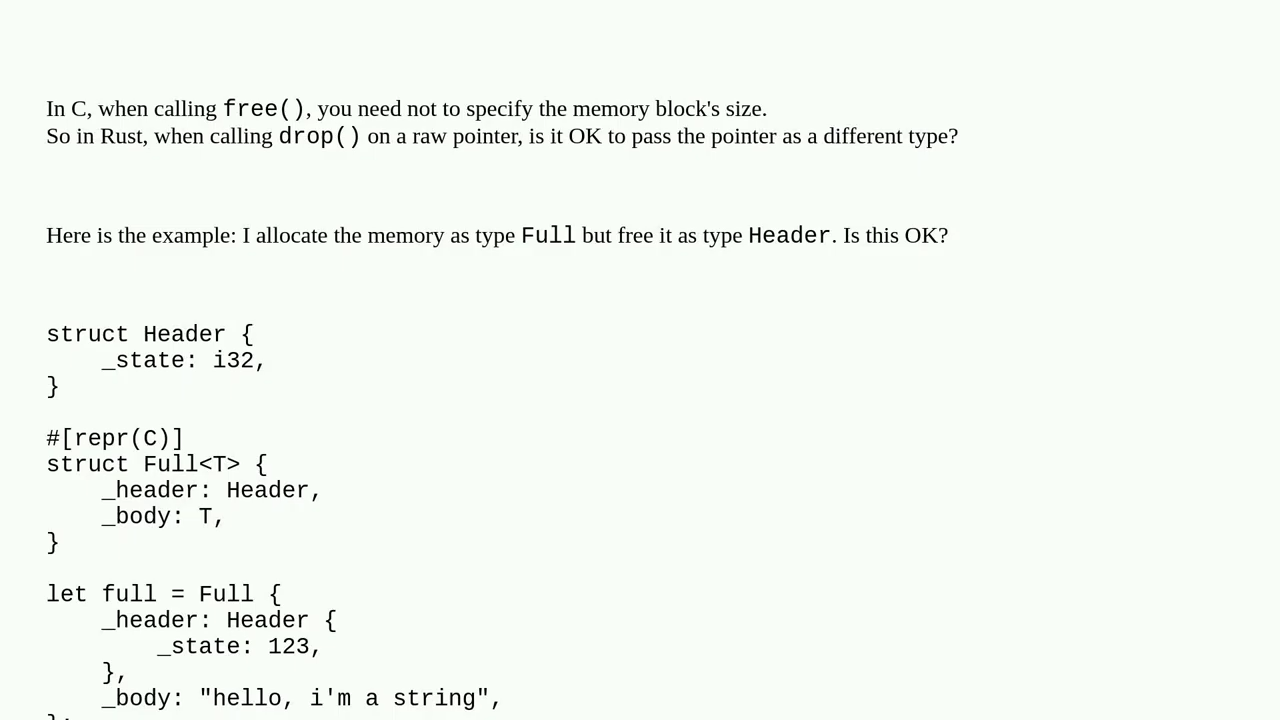 In C, when calling free(), you need not to specify the memory block's size.
So in Rust, when calling drop() on a raw pointer, is it OK to pass the pointer as a different type?
Here is the example: I allocate the memory as type Full but free it as type Header. Is this OK?
struct Header {
    _state: i32,
}
#[repr(C)]
struct Full<T> {
    _header: Header,
    _body: T,
}
let full = Full {
    _header: Header {
        _state: 123,
    },
    _body: "hello, i'm a string",